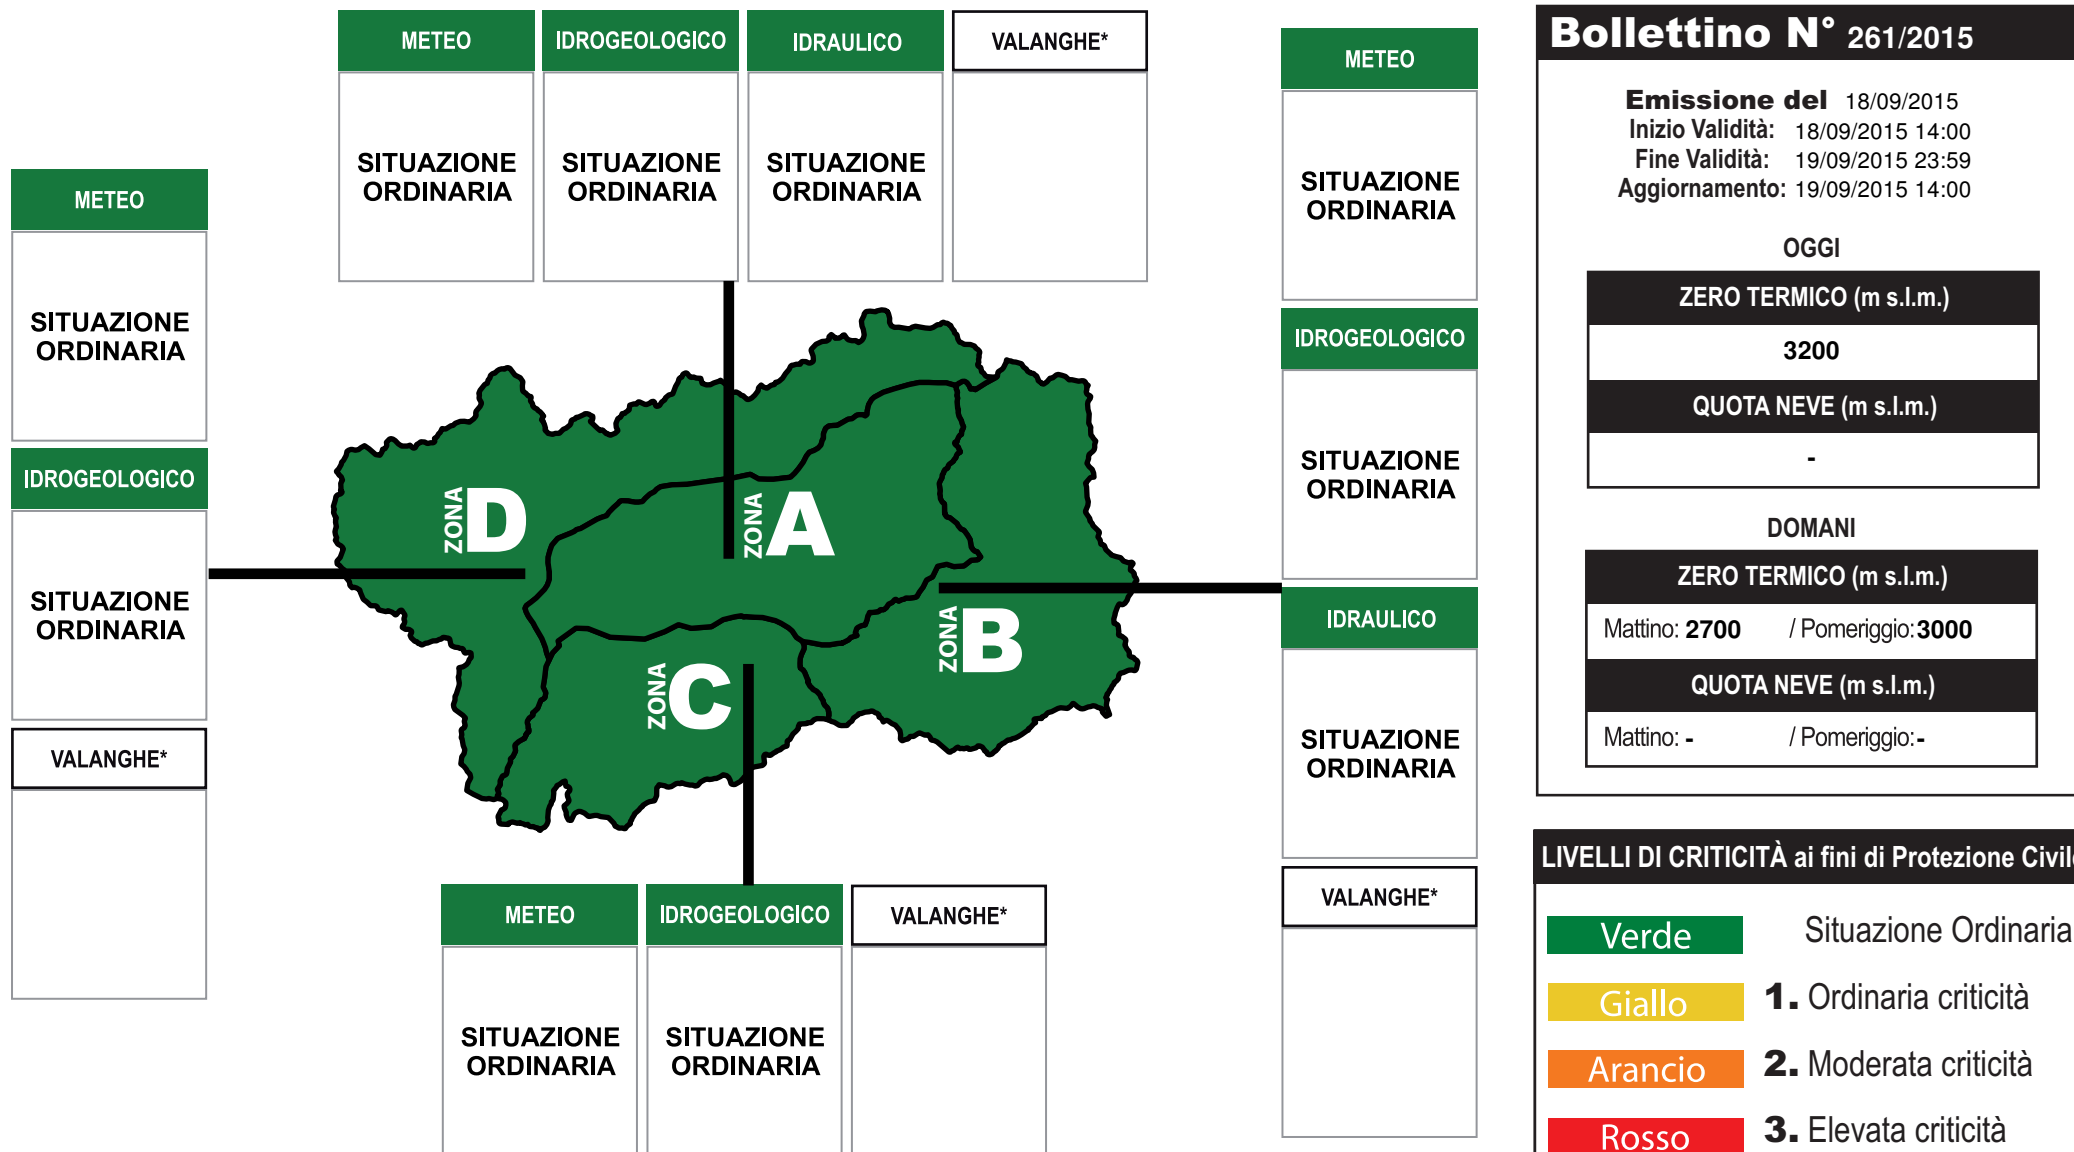 METEO
IDROGEOLOGICO
IDRAULICO
VALANGHE*
SITUAZIONE
ORDINARIA
SITUAZIONE
ORDINARIA
SITUAZIONE
ORDINARIA
METEO
SITUAZIONE
ORDINARIA
IDROGEOLOGICO
SITUAZIONE
ORDINARIA
VALANGHE*
ZONA D
ZONA A
ZONA B
ZONA C
METEO
SITUAZIONE
ORDINARIA
IDROGEOLOGICO
SITUAZIONE
ORDINARIA
IDRAULICO
SITUAZIONE
ORDINARIA
VALANGHE*
METEO
IDROGEOLOGICO
VALANGHE*
SITUAZIONE
ORDINARIA
SITUAZIONE
ORDINARIA
Bollettino N° 261/2015
Emissione del 18/09/2015
Inizio Validità: 18/09/2015 14:00
Fine Validità: 19/09/2015 23:59
Aggiornamento: 19/09/2015 14:00
OGGI
ZERO TERMICO (m s.l.m.)
3200
QUOTA NEVE (m s.l.m.)
-
DOMANI
ZERO TERMICO (m s.l.m.)
Mattino: 2700 / Pomeriggio: 3000
QUOTA NEVE (m s.l.m.)
Mattino: - / Pomeriggio: -
LIVELLI DI CRITICITÀ ai fini di Protezione Civile
Verde Situazione Ordinaria
Giallo 1. Ordinaria criticità
Arancio 2. Moderata criticità
Rosso 3. Elevata criticità